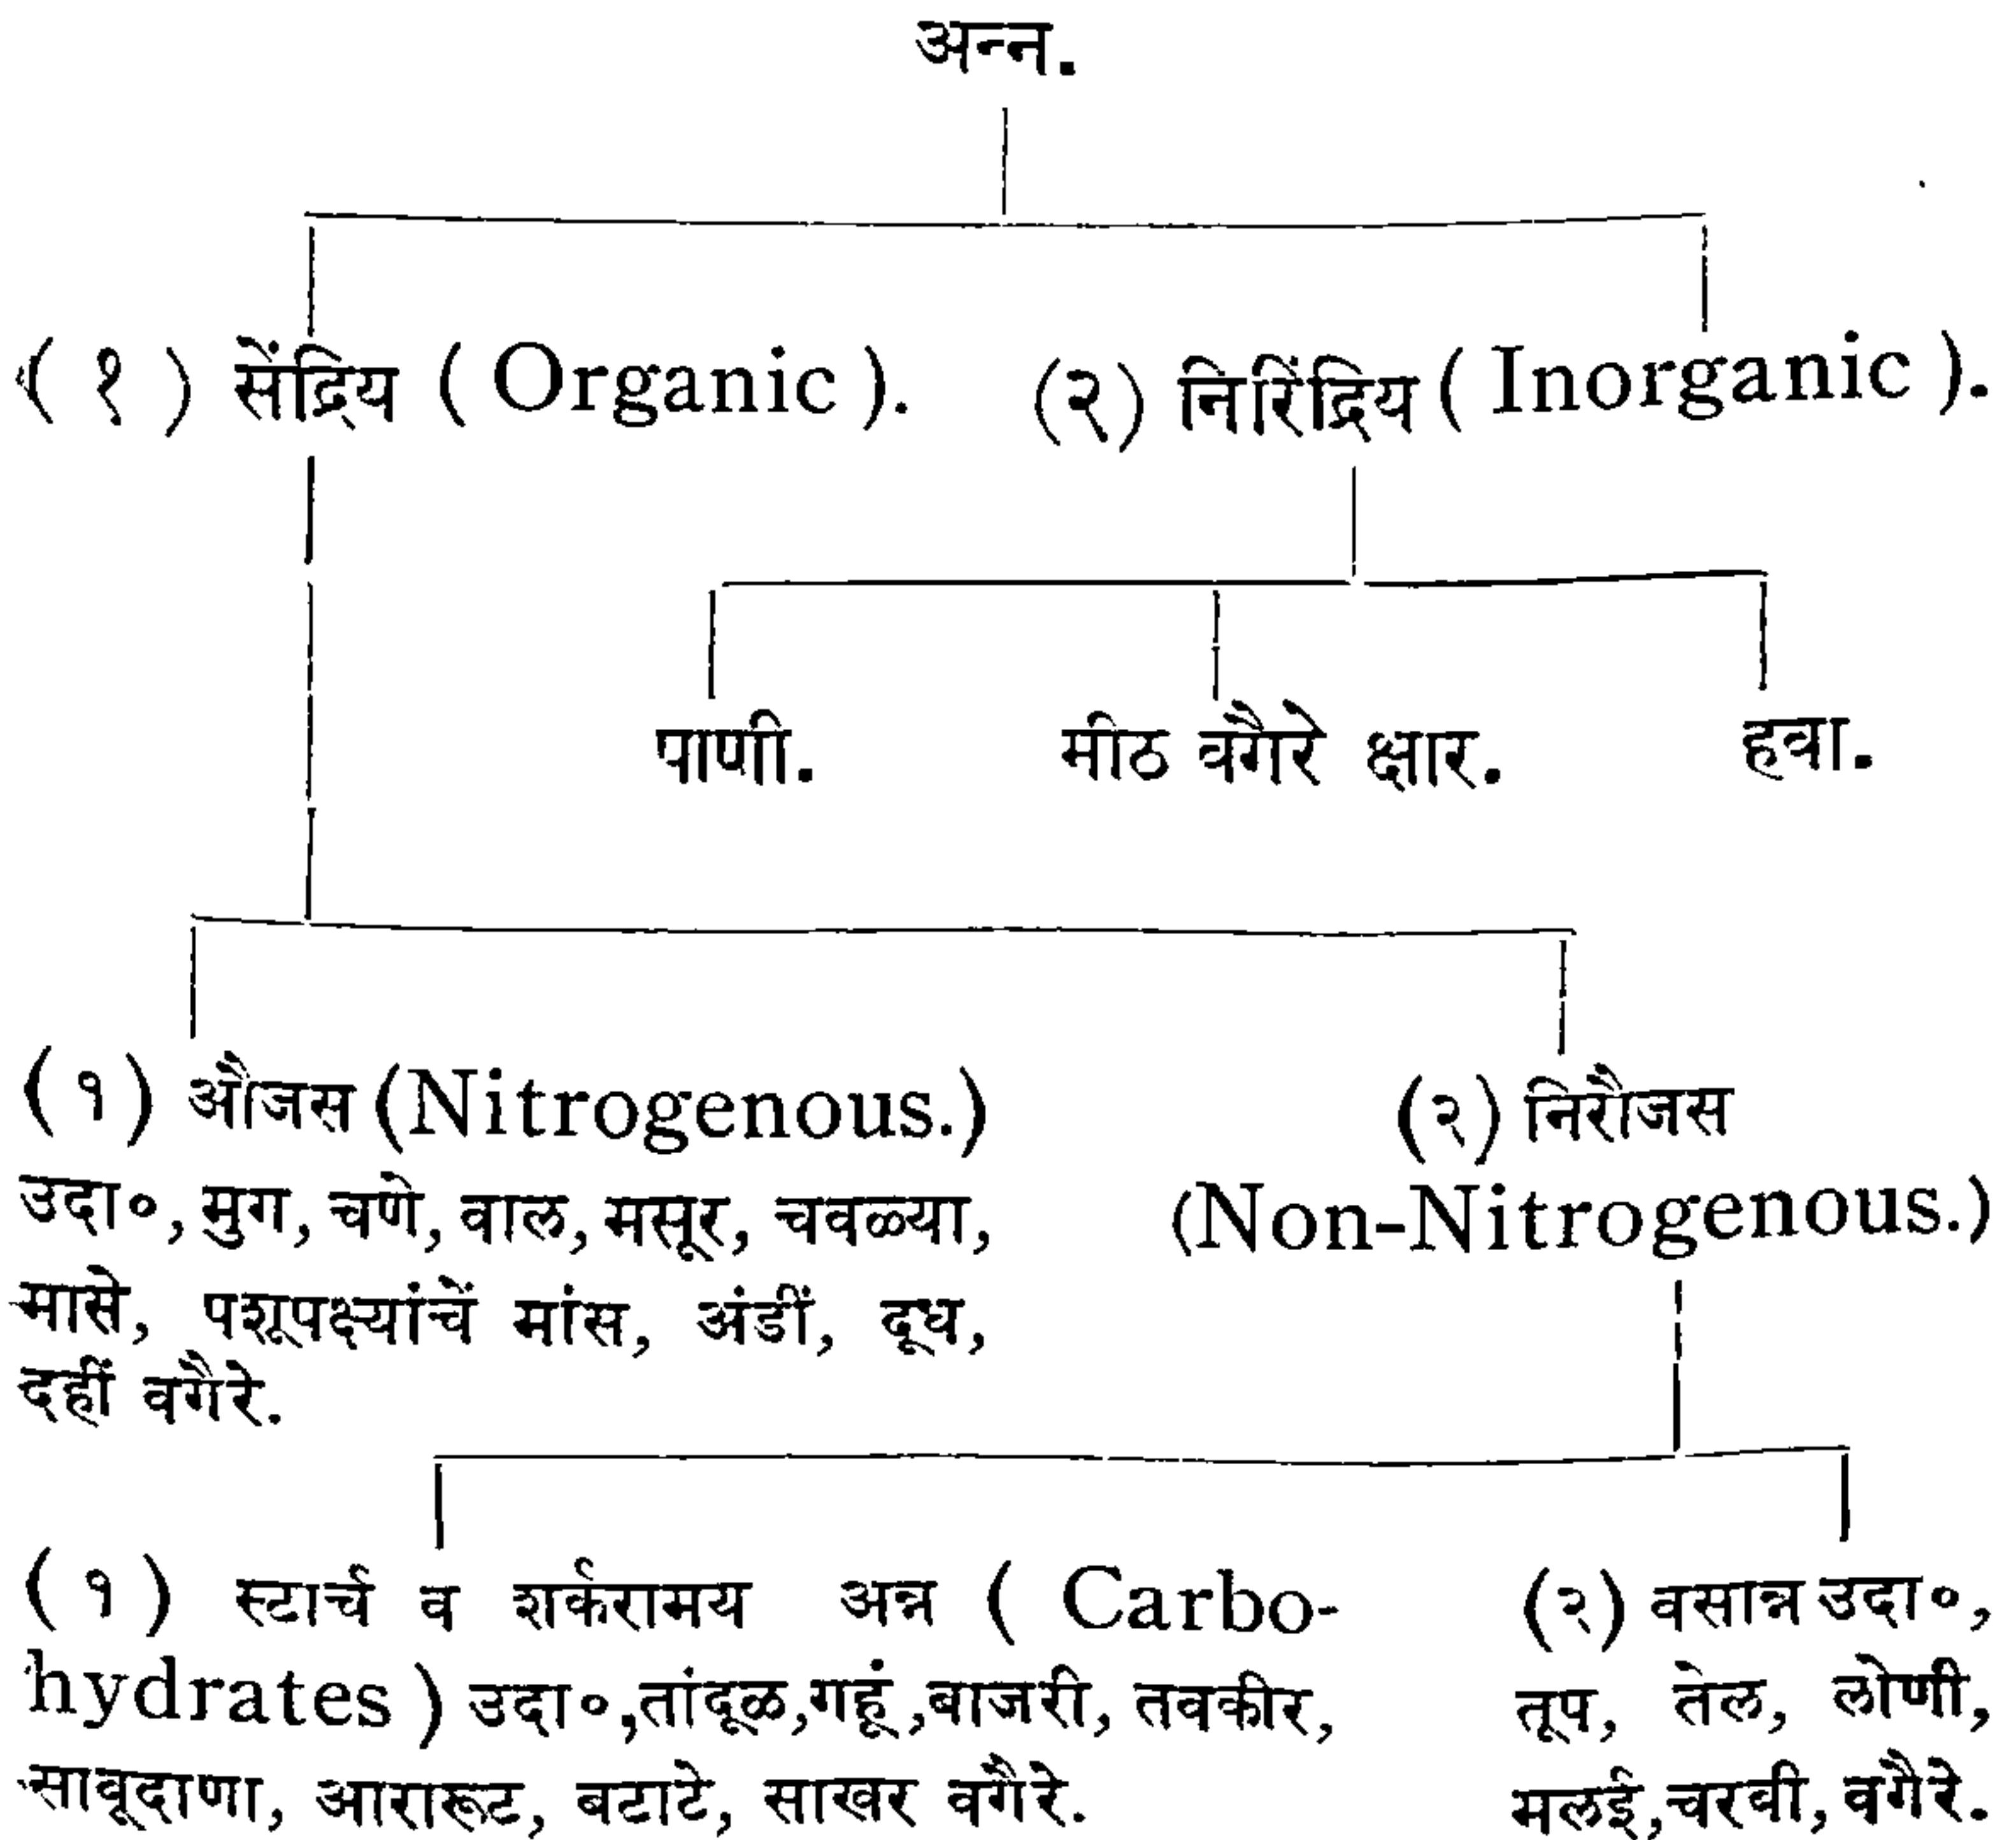 अन्न.
( १ ) सेंद्रिय ( Organic ). (२) निरिंद्रिय ( Inorganic ).
पाणी. मीठ वगैरे क्षार. हवा.
( १ ) औजस (Nitrogenous.)
उदा०, मुग, चणे, वाल, मसूर, चवळ्या,
मासे, पशूपक्ष्यांचें मांस, अंडीं, दूध,
दहीं वगैरे.
(२) निरौजस
(Non-Nitrogenous.)
( १ ) स्टार्च व शर्करामय अन्न ( Carbo-
hydrates ) उदा०,तांदूळ,गहूं ,बाजरी, तवकीर,
साबूदाणा, आरारूट, बटाटे, साखर वगैरे.
(२) वसान्न उदा०,
तूप, तेल, लोणी,
मलई,चरबी, वगैरे.